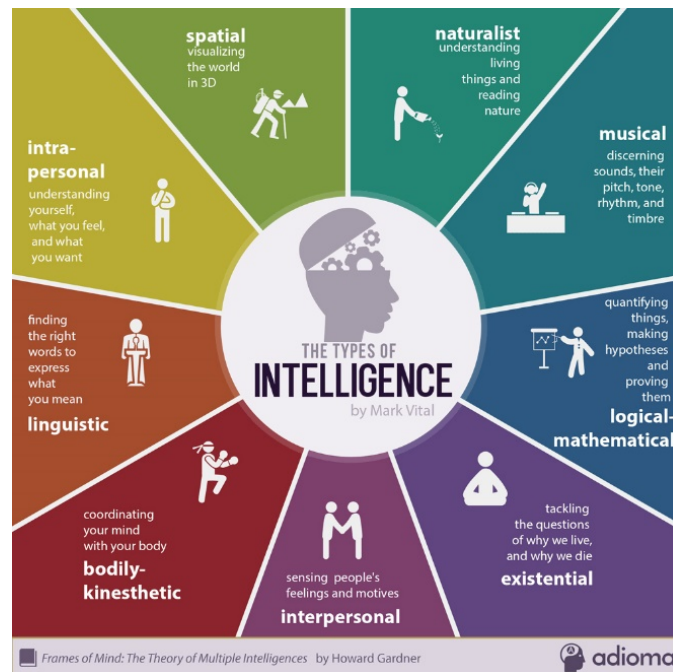 spatial
visualizing
the world
in 3D
naturalist
understanding
living
things and
reading
nature
musical
discerning
sounds, their
pitch, tone,
rhythm, and
timbre
quantifying
things,
making
hypotheses
and
proving
them
logical-
mathematical
tackling
the questions
of why we live,
and why we die
existential
sensing people's
feelings and motives
interpersonal
coordinating
your mind
with your body
bodily-
kinesthetic
finding
the right
words to
express
what
you mean
linguistic
intra-
personal
understanding
yourself,
what you feel,
and what
you want
THE TYPES OF
INTELLIGENCE
by Mark Vital
Frames of Mind: The Theory of Multiple Intelligences by Howard Gardner
adioma